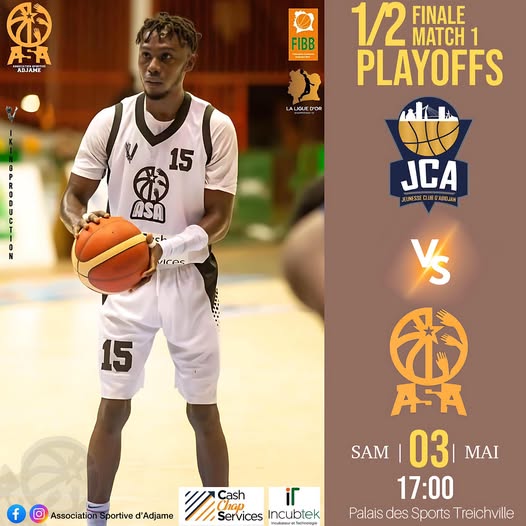 ASA
ASSOCIATION SPORTIVE
ADJAME
VIKINGPRODUCTION
FIBB
LA LIGUE D'OR
1/2 FINALE
MATCH 1
PLAYOFFS
JCA
JEUNESSE CLUB D'ABIDJAN
VS
ASA
SAM | 03 | MAI
17:00
Palais des Sports Treichville
15
ASA
15
Association Sportive d'Adjame
Cash
Chap
Services
Incubtek